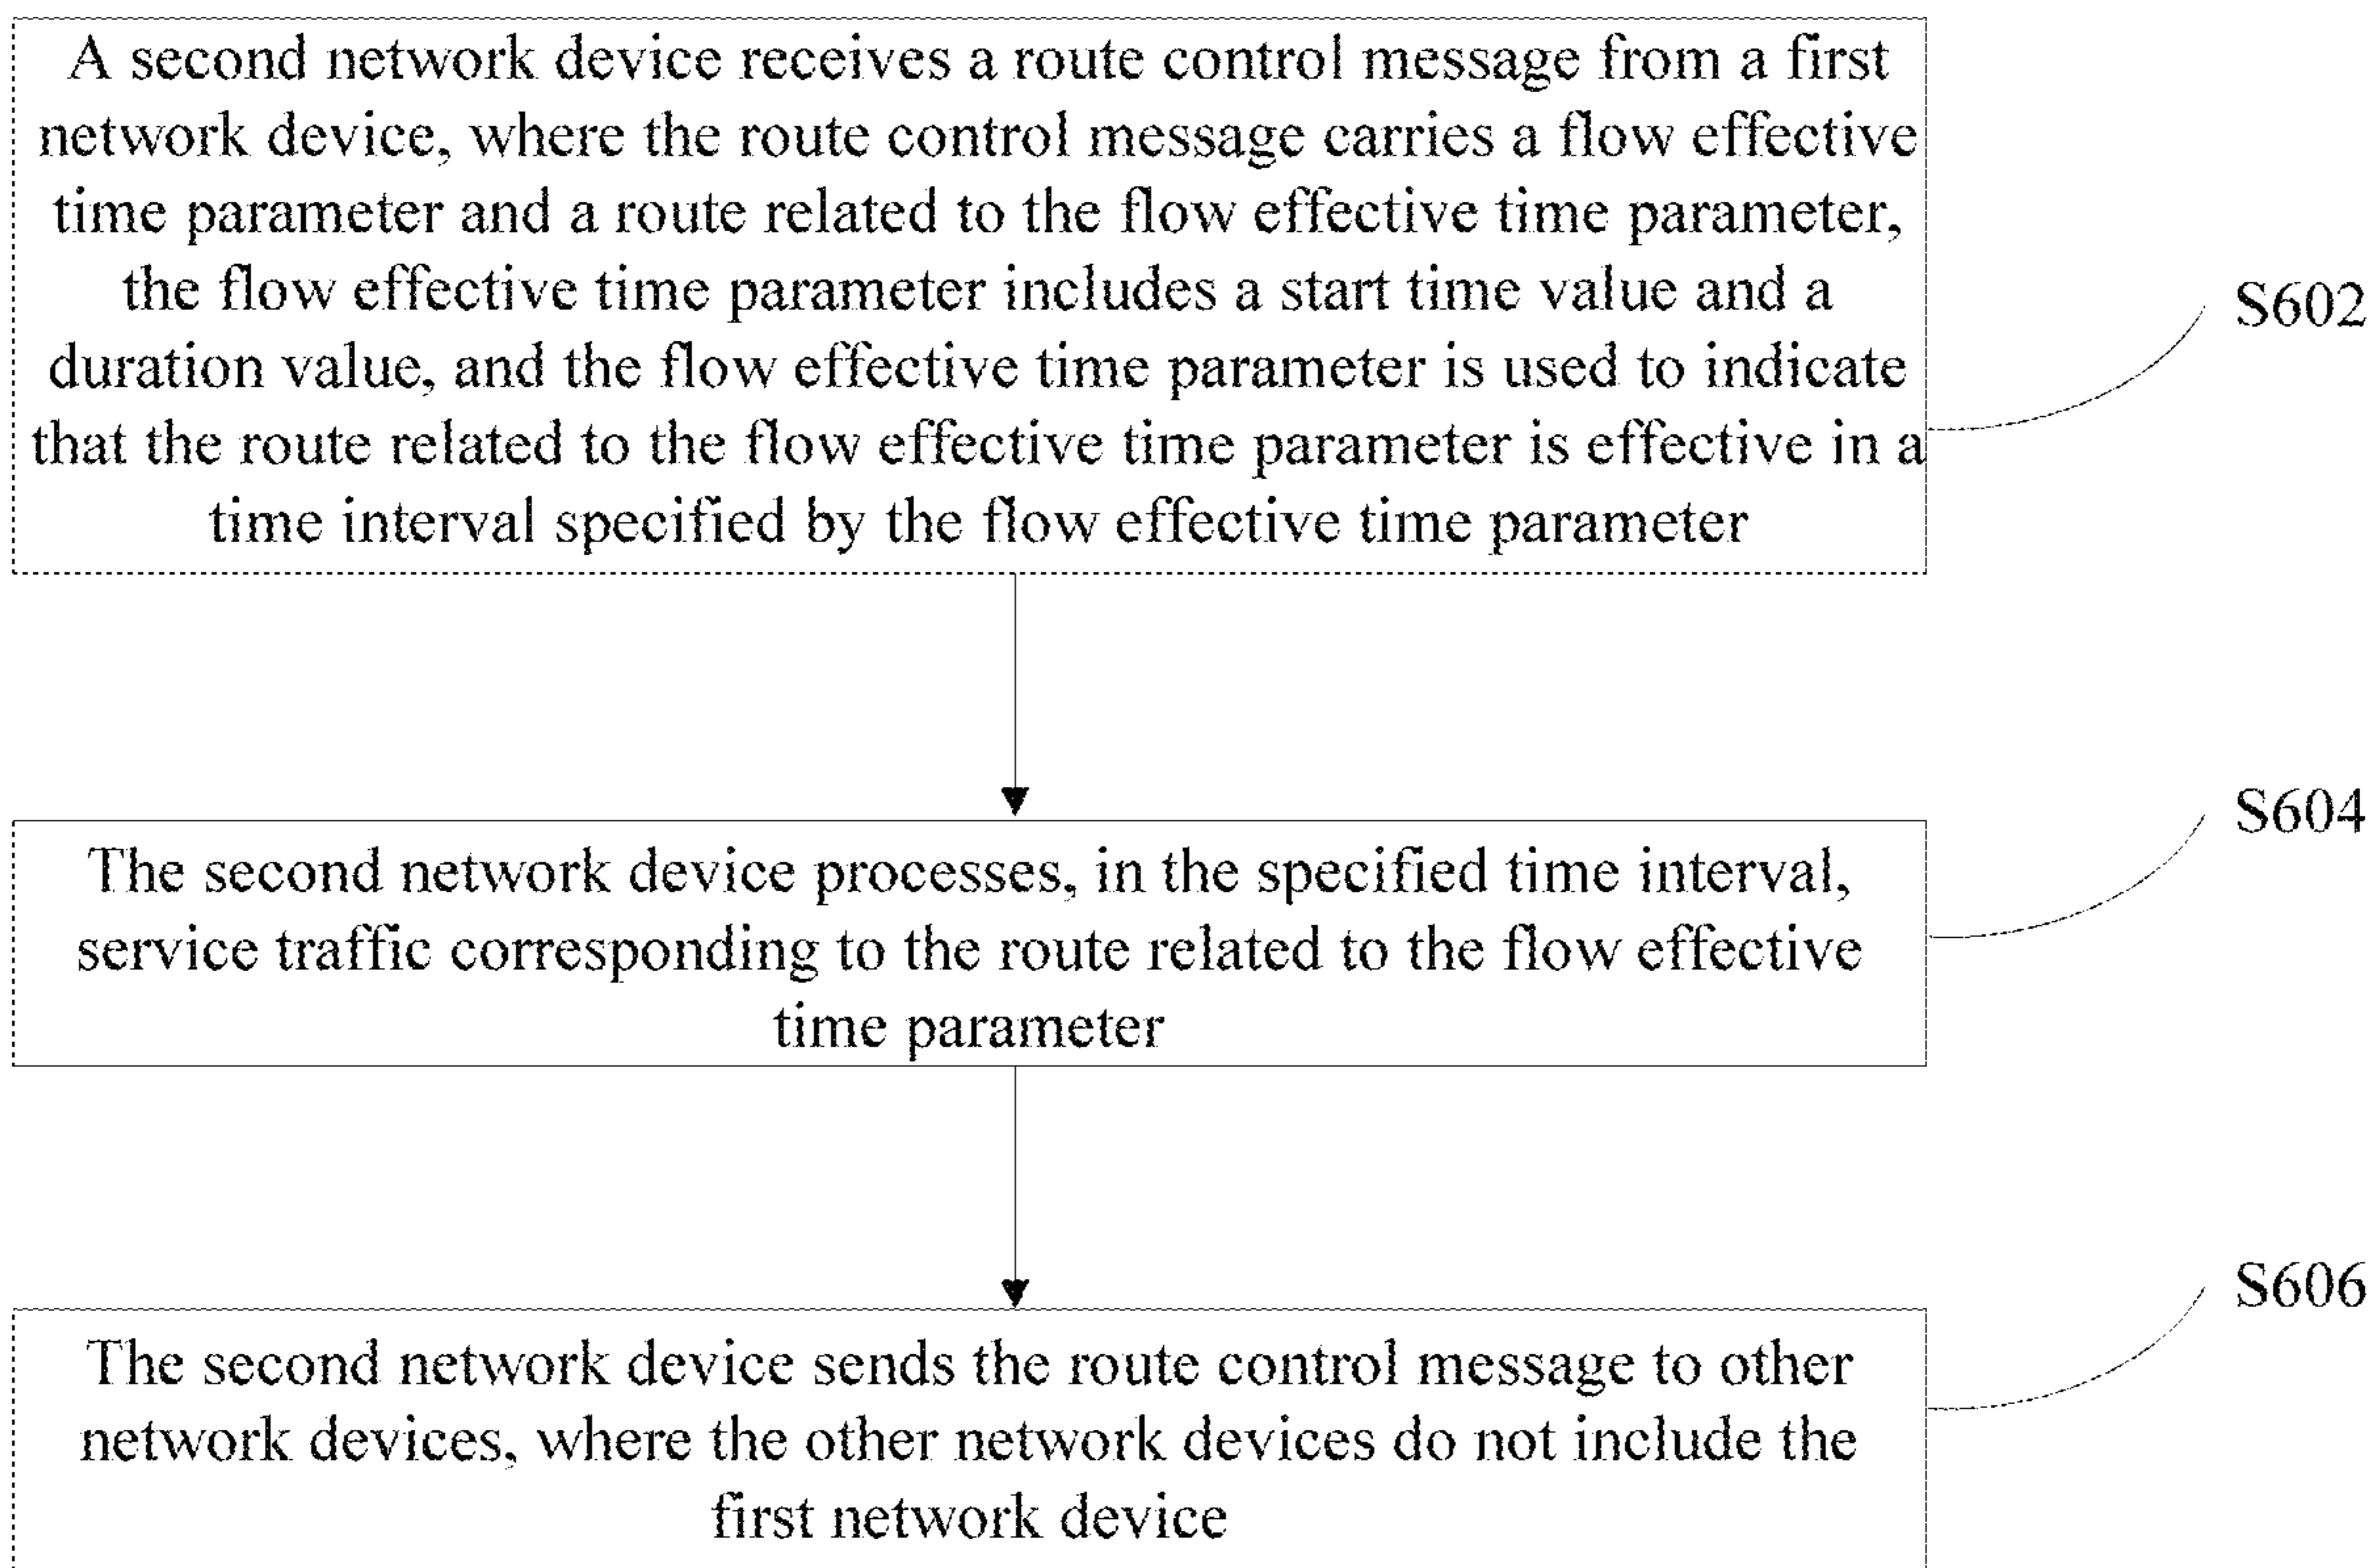 A second network device receives a route control message from a first
network device, where the route control message carries a flow effective
time parameter and a route related to the flow effective time parameter,
the flow effective time parameter includes a start time value and a
duration value, and the flow effective time parameter is used to indicate
that the route related to the flow effective time parameter is effective in a
time interval specified by the flow effective time parameter
S602
The second network device processes, in the specified time interval,
service traffic corresponding to the route related to the flow effective
time parameter
S604
The second network device sends the route control message to other
network devices, where the other network devices do not include the
first network device
S606